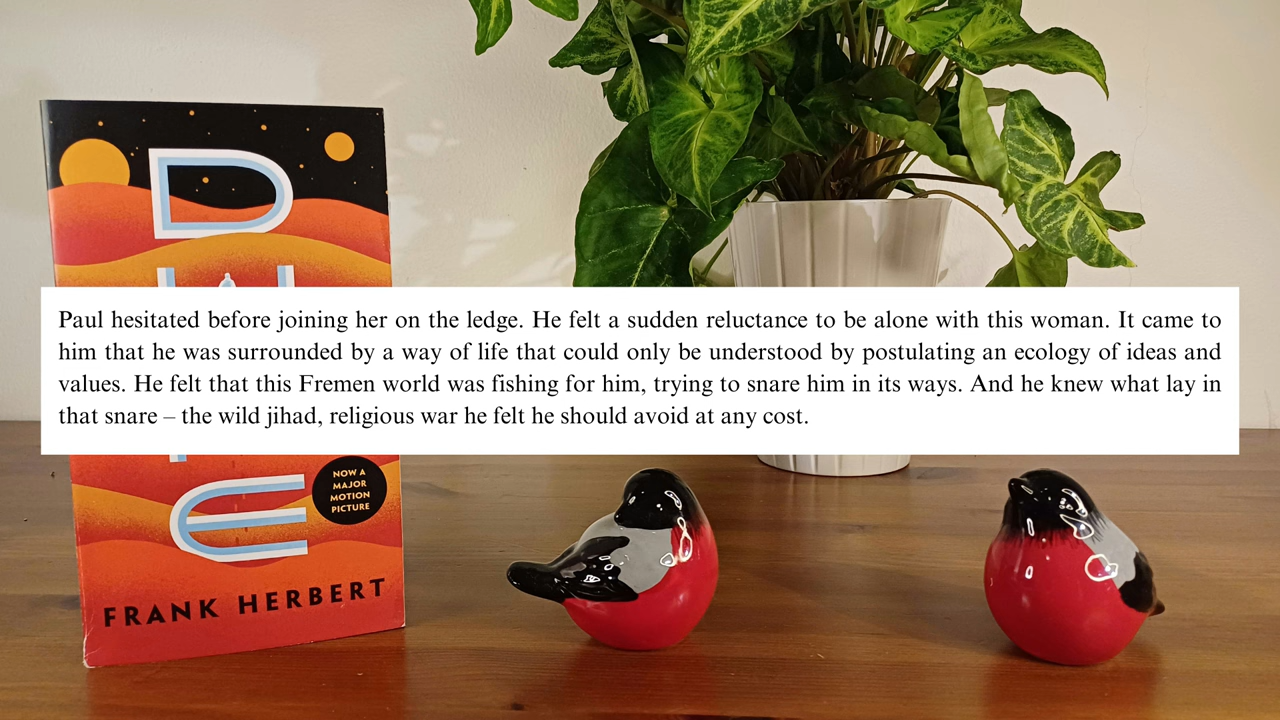 D
Paul hesitated before joining her on the ledge. He felt a sudden reluctance to be alone with this woman. It came to
him that he was surrounded by a way of life that could only be understood by postulating an ecology of ideas and
values. He felt that this Fremen world was fishing for him, trying to snare him in its ways. And he knew what lay in
that snare – the wild jihad, religious war he felt he should avoid at any cost.
E
NOW A
MAJOR
MOTION
PICTURE
FRANK HERBERT